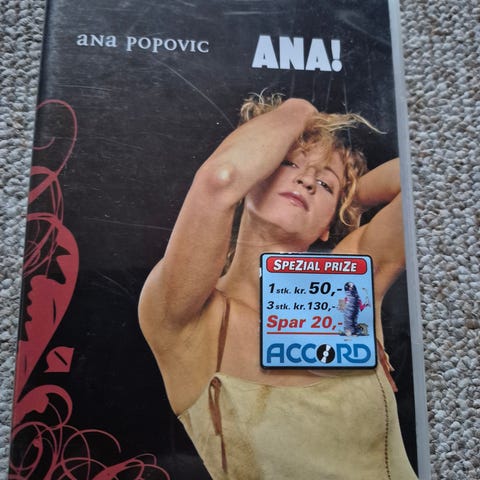 ana POPOVIC
ANA!
SPEZIAL PRIZE
1 stk. kr. 50,-
3 stk. kr. 130,-
Spar 20,-
ACCORD